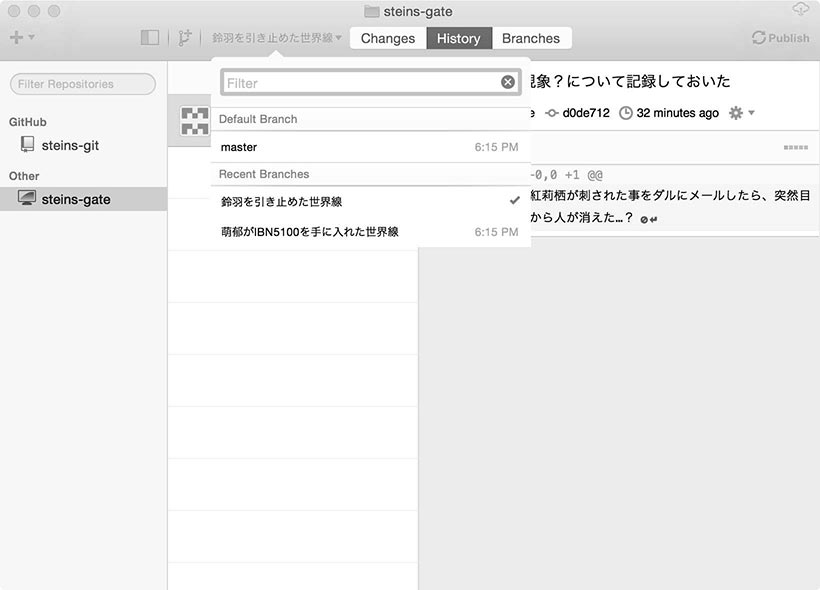 steins-gate
鈴羽を引き止めた世界線
Changes
History
Branches
Publish
Filter Repositories
GitHub
steins-git
Other
steins-gate
Filter
Default Branch
master 6:15 PM
Recent Branches
鈴羽を引き止めた世界線
萌郁がIBN5100を手に入れた世界線 6:15 PM
現象？について記録しておいた
e d0de712 32 minutes ago
-0,0 +1 @@
紅莉栖が刺された事をダルにメールしたら、突然目
から人が消えた…？